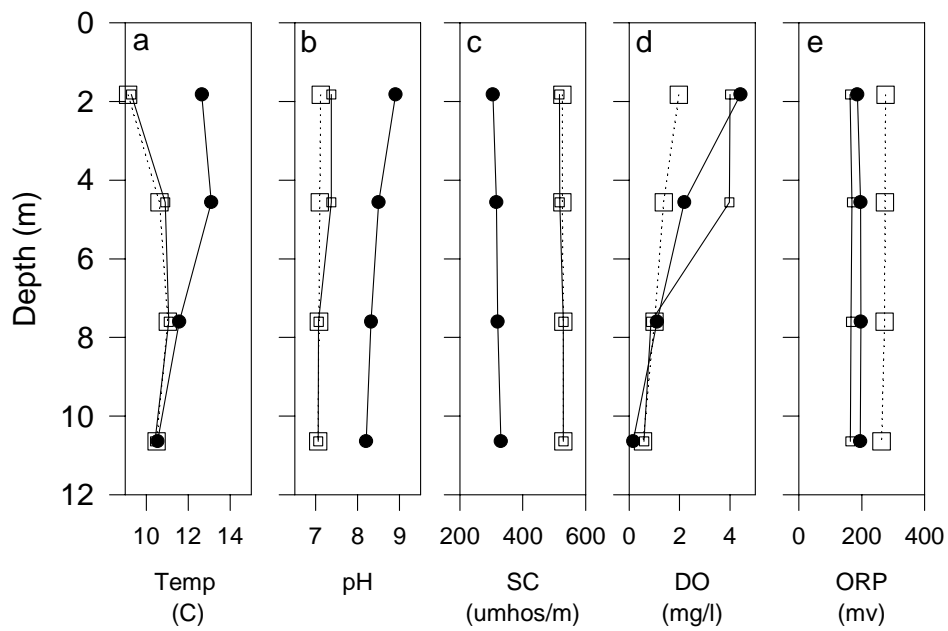 a b c d e
0
2
4
6
8
10
12
Depth (m)
10 12 14 7 8 9 200 400 600 0 2 4 0 200 400
Temp pH SC DO ORP
(C) (umhos/m) (mg/l) (mv)